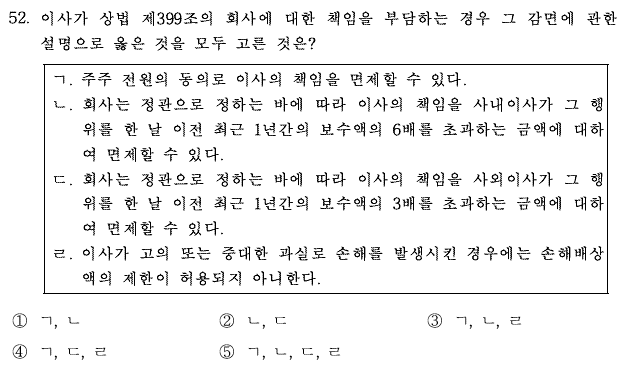 52. 이사가 상법 제399조의 회사에 대한 책임을 부담하는 경우 그 감면에 관한
설명으로 옳은 것을 모두 고른 것은?
ㄱ. 주주 전원의 동의로 이사의 책임을 면제할 수 있다.
ㄴ. 회사는 정관으로 정하는 바에 따라 이사의 책임을 사내이사가 그 행
위를 한 날 이전 최근 1년간의 보수액의 6배를 초과하는 금액에 대하
여 면제할 수 있다.
ㄷ. 회사는 정관으로 정하는 바에 따라 이사의 책임을 사외이사가 그 행
위를 한 날 이전 최근 1년간의 보수액의 3배를 초과하는 금액에 대하
여 면제할 수 있다.
ㄹ. 이사가 고의 또는 중대한 과실로 손해를 발생시킨 경우에는 손해배상
액의 제한이 허용되지 아니한다.
① ㄱ, ㄴ ② ㄴ, ㄷ ③ ㄱ, ㄴ, ㄹ
④ ㄱ, ㄷ, ㄹ ⑤ ㄱ, ㄴ, ㄷ, ㄹ